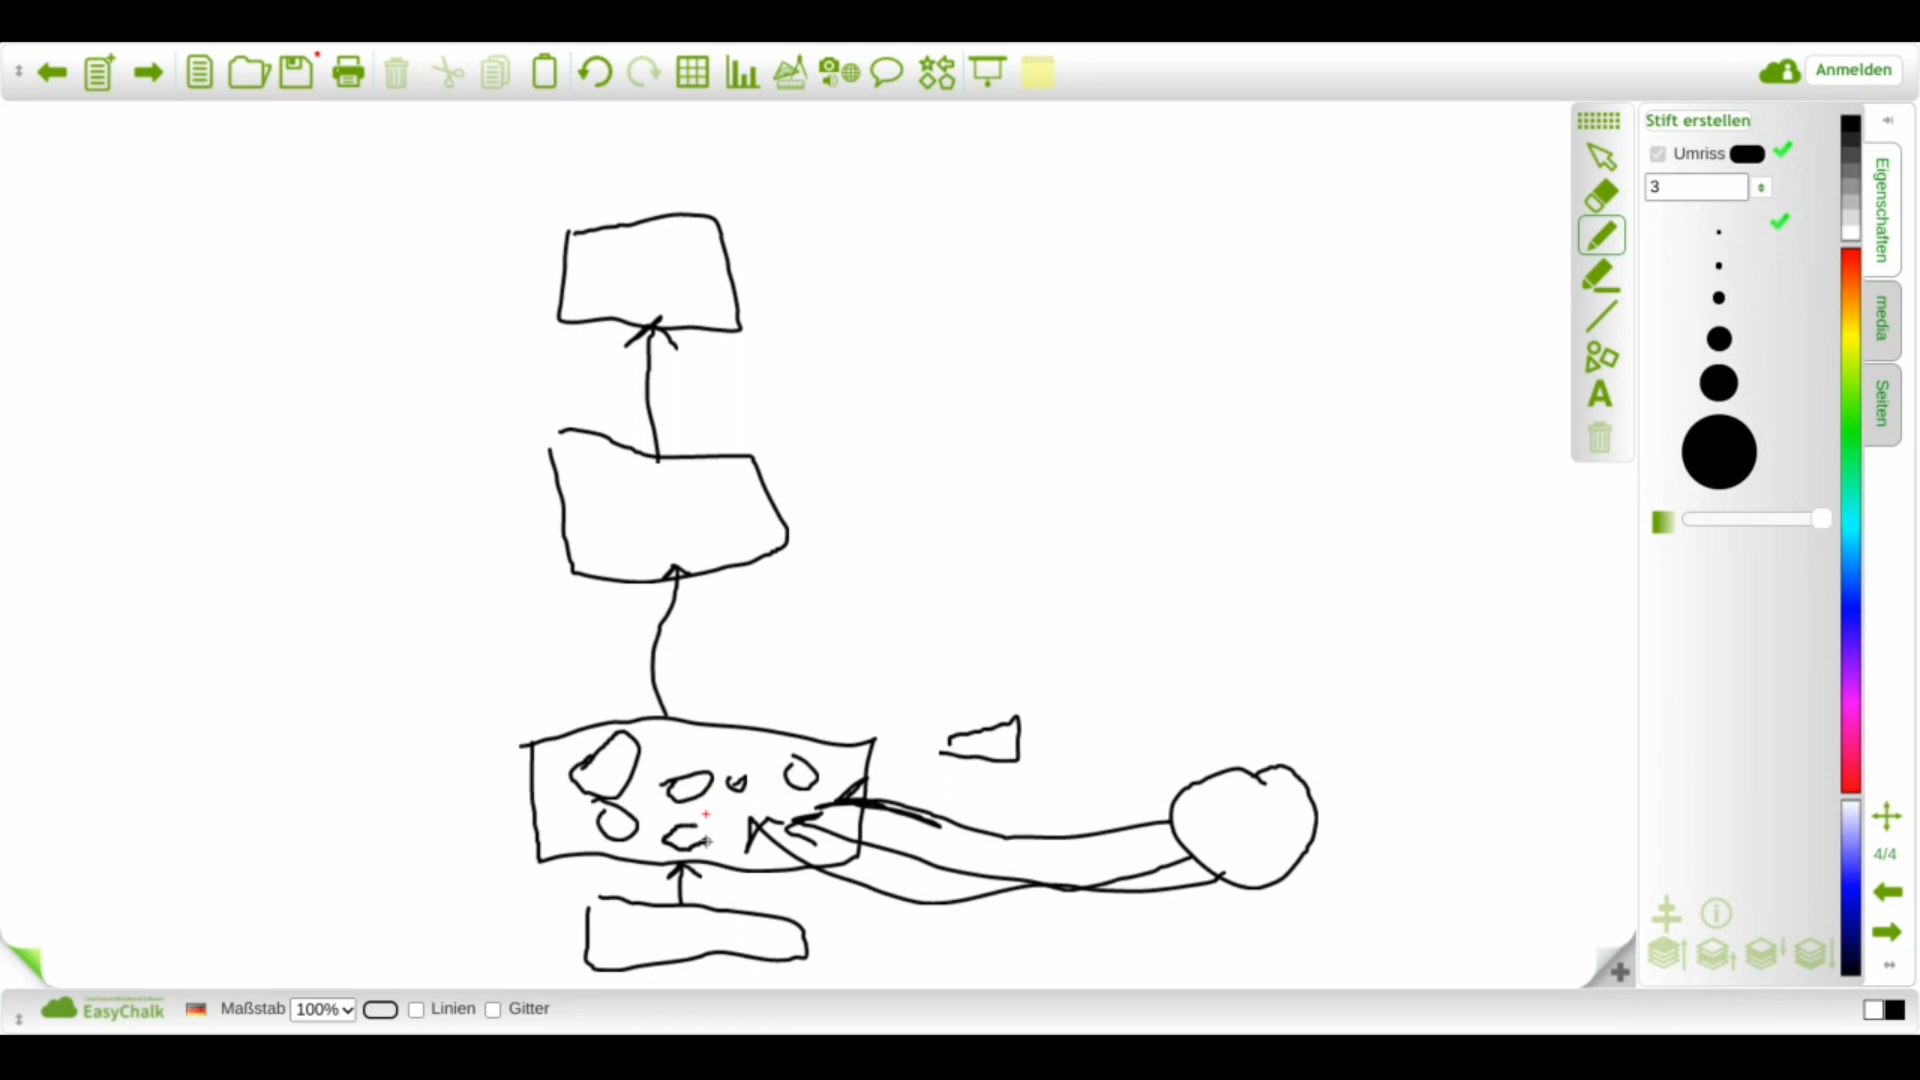 Anmelden
Stift erstellen
Umriss
3
Eigenschaften
media
Seiten
A
4/4
EasyChalk
Maßstab 100% Linien Gitter